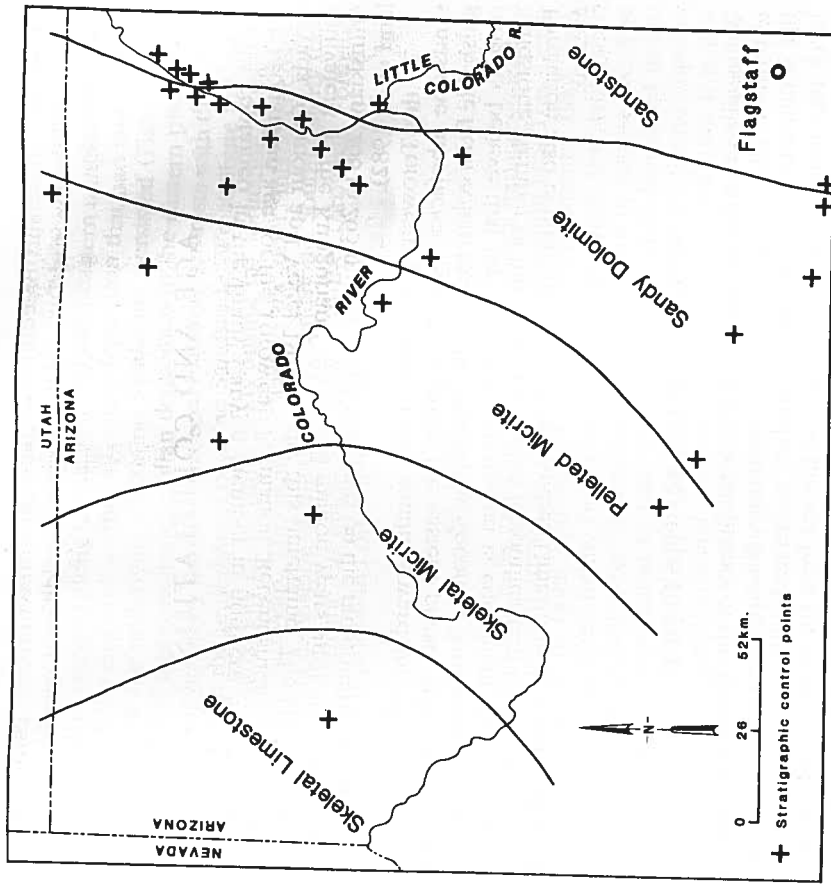 UTAH
ARIZONA
NEVADA
ARIZONA
COLORADO
RIVER
LITTLE
COLORADO R.
Skeletal Limestone
Skeletal Micrite
Pelleted Micrite
Sandy Dolomite
Sandstone
Flagstaff
-N-
0 26 52km.
+ Stratigraphic control points